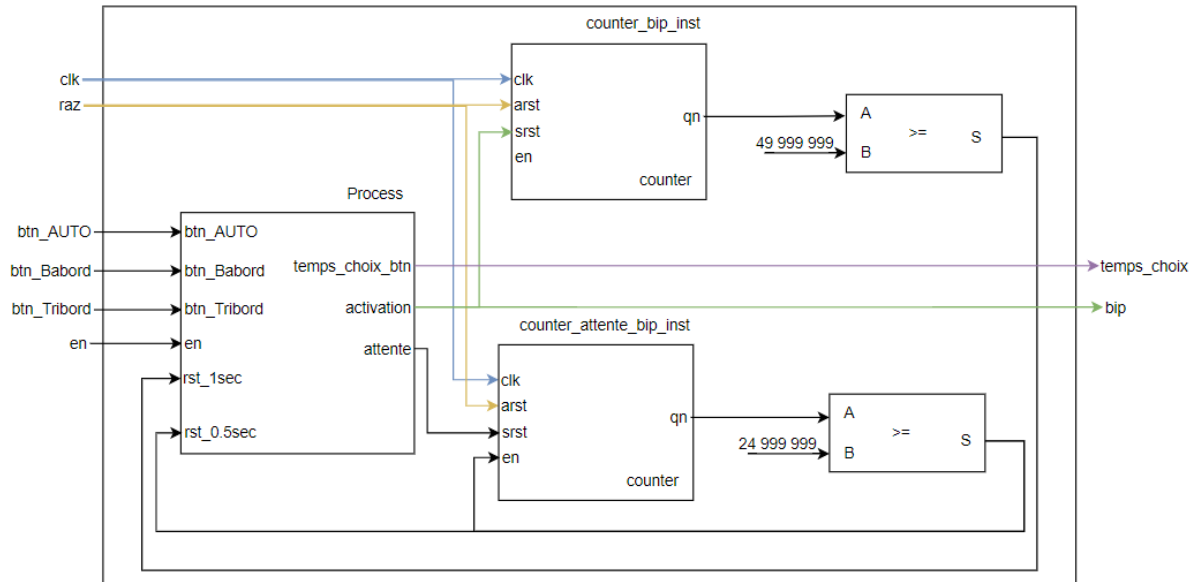 counter_bip_inst
clk
raz
clk
arst
srst
en
qn
counter
49 999 999
A
B
>=
S
Process
btn_AUTO
btn_Babord
btn_Tribord
en
btn_AUTO
btn_Babord
btn_Tribord
en
rst_1sec
rst_0.5sec
temps_choix_btn
activation
attente
temps_choix
bip
counter_attente_bip_inst
clk
arst
srst
en
qn
counter
24 999 999
A
B
>=
S